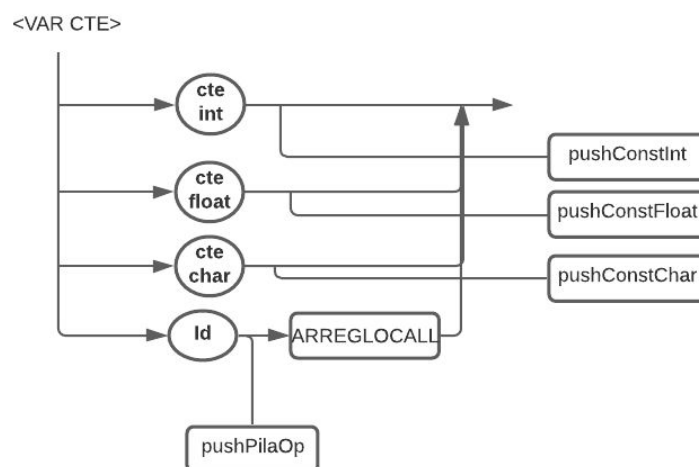 <VAR CTE>
cte
int
pushConstInt
cte
float
pushConstFloat
cte
char
pushConstChar
Id
ARREGLOCALL
pushPilaOp